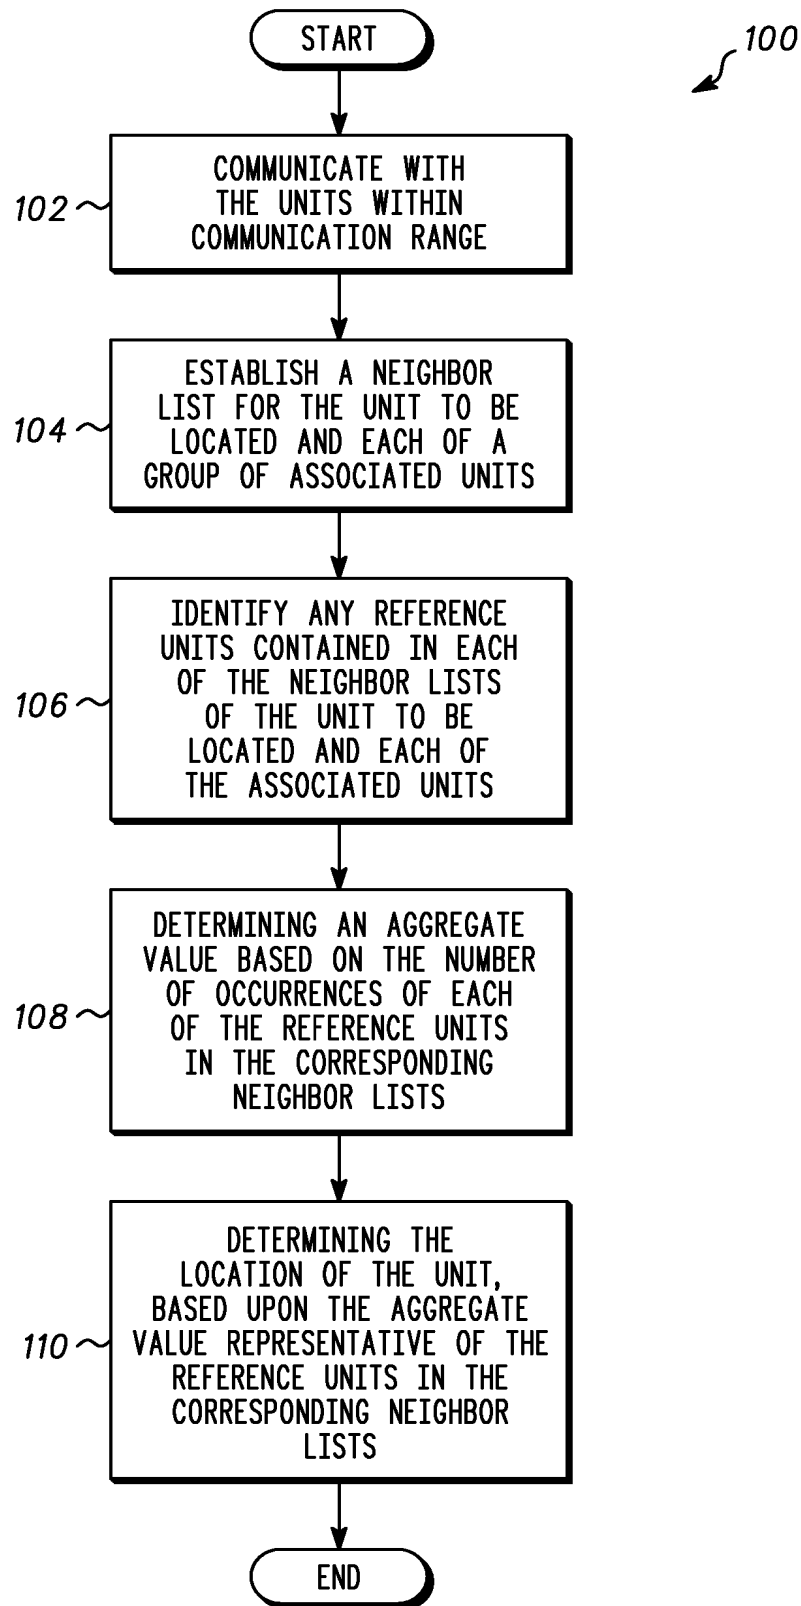 START
100
COMMUNICATE WITH
THE UNITS WITHIN
COMMUNICATION RANGE
102
ESTABLISH A NEIGHBOR
LIST FOR THE UNIT TO BE
LOCATED AND EACH OF A
GROUP OF ASSOCIATED UNITS
104
IDENTIFY ANY REFERENCE
UNITS CONTAINED IN EACH
OF THE NEIGHBOR LISTS
OF THE UNIT TO BE
LOCATED AND EACH OF
THE ASSOCIATED UNITS
106
DETERMINING AN AGGREGATE
VALUE BASED ON THE NUMBER
OF OCCURRENCES OF EACH
OF THE REFERENCE UNITS
IN THE CORRESPONDING
NEIGHBOR LISTS
108
DETERMINING THE
LOCATION OF THE UNIT,
BASED UPON THE AGGREGATE
VALUE REPRESENTATIVE OF THE
REFERENCE UNITS IN THE
CORRESPONDING NEIGHBOR
LISTS
110
END